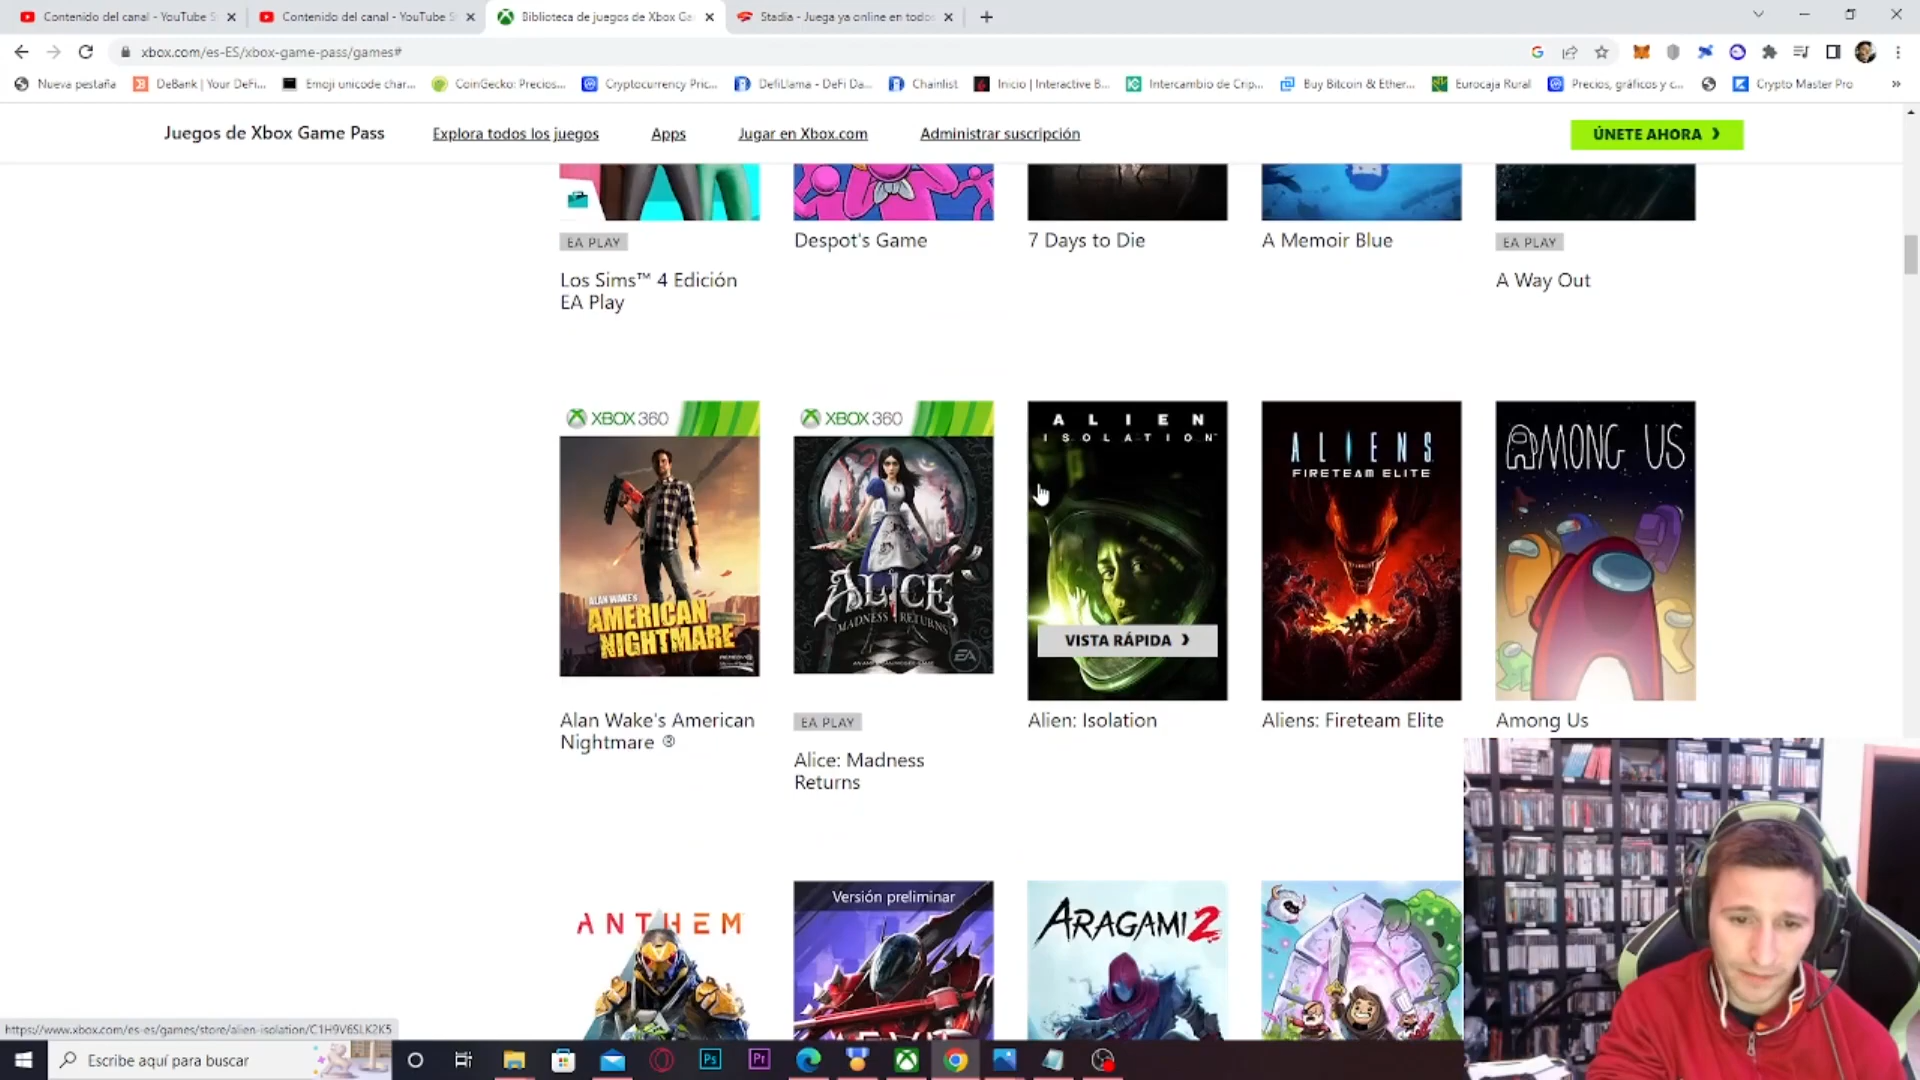 Contenido del canal - YouTube S
Contenido del canal - YouTube S
Biblioteca de juegos de Xbox Ga
Stadia - Juega ya online en todo
xbox.com/es-ES/xbox-game-pass/games#
Nueva pestaña
DeBank | Your DeFi...
Emoji unicode char...
CoinGecko: Precios...
Cryptocurrency Pric...
DefiLlama - DeFi Da...
Chainlist
Inicio | Interactive B...
Intercambio de Crip...
Buy Bitcoin & Ether...
Eurocaja Rural
Precios, gráficos y c...
Crypto Master Pro
»
Juegos de Xbox Game Pass
Explora todos los juegos
Apps
Jugar en Xbox.com
Administrar suscripción
ÚNETE AHORA
EA PLAY
Los Sims™ 4 Edición
EA Play
Despot's Game
7 Days to Die
A Memoir Blue
EA PLAY
A Way Out
XBOX 360
ALAN WAKE'S
AMERICAN
NIGHTMARE
XBOX 360
ALICE
MADNESS RETURNS
EA
ALIEN
ISOLATION
VISTA RÁPIDA
ALIENS
FIRETEAM ELITE
AMONG US
Alan Wake's American
Nightmare ®
EA PLAY
Alice: Madness
Returns
Alien: Isolation
Aliens: Fireteam Elite
Among Us
ANTHEM
Versión preliminar
ARAGAMI 2
https://www.xbox.com/es-es/games/store/alien-isolation/C1H9V6SLK2K5
Escribe aquí para buscar
Ps
Pr